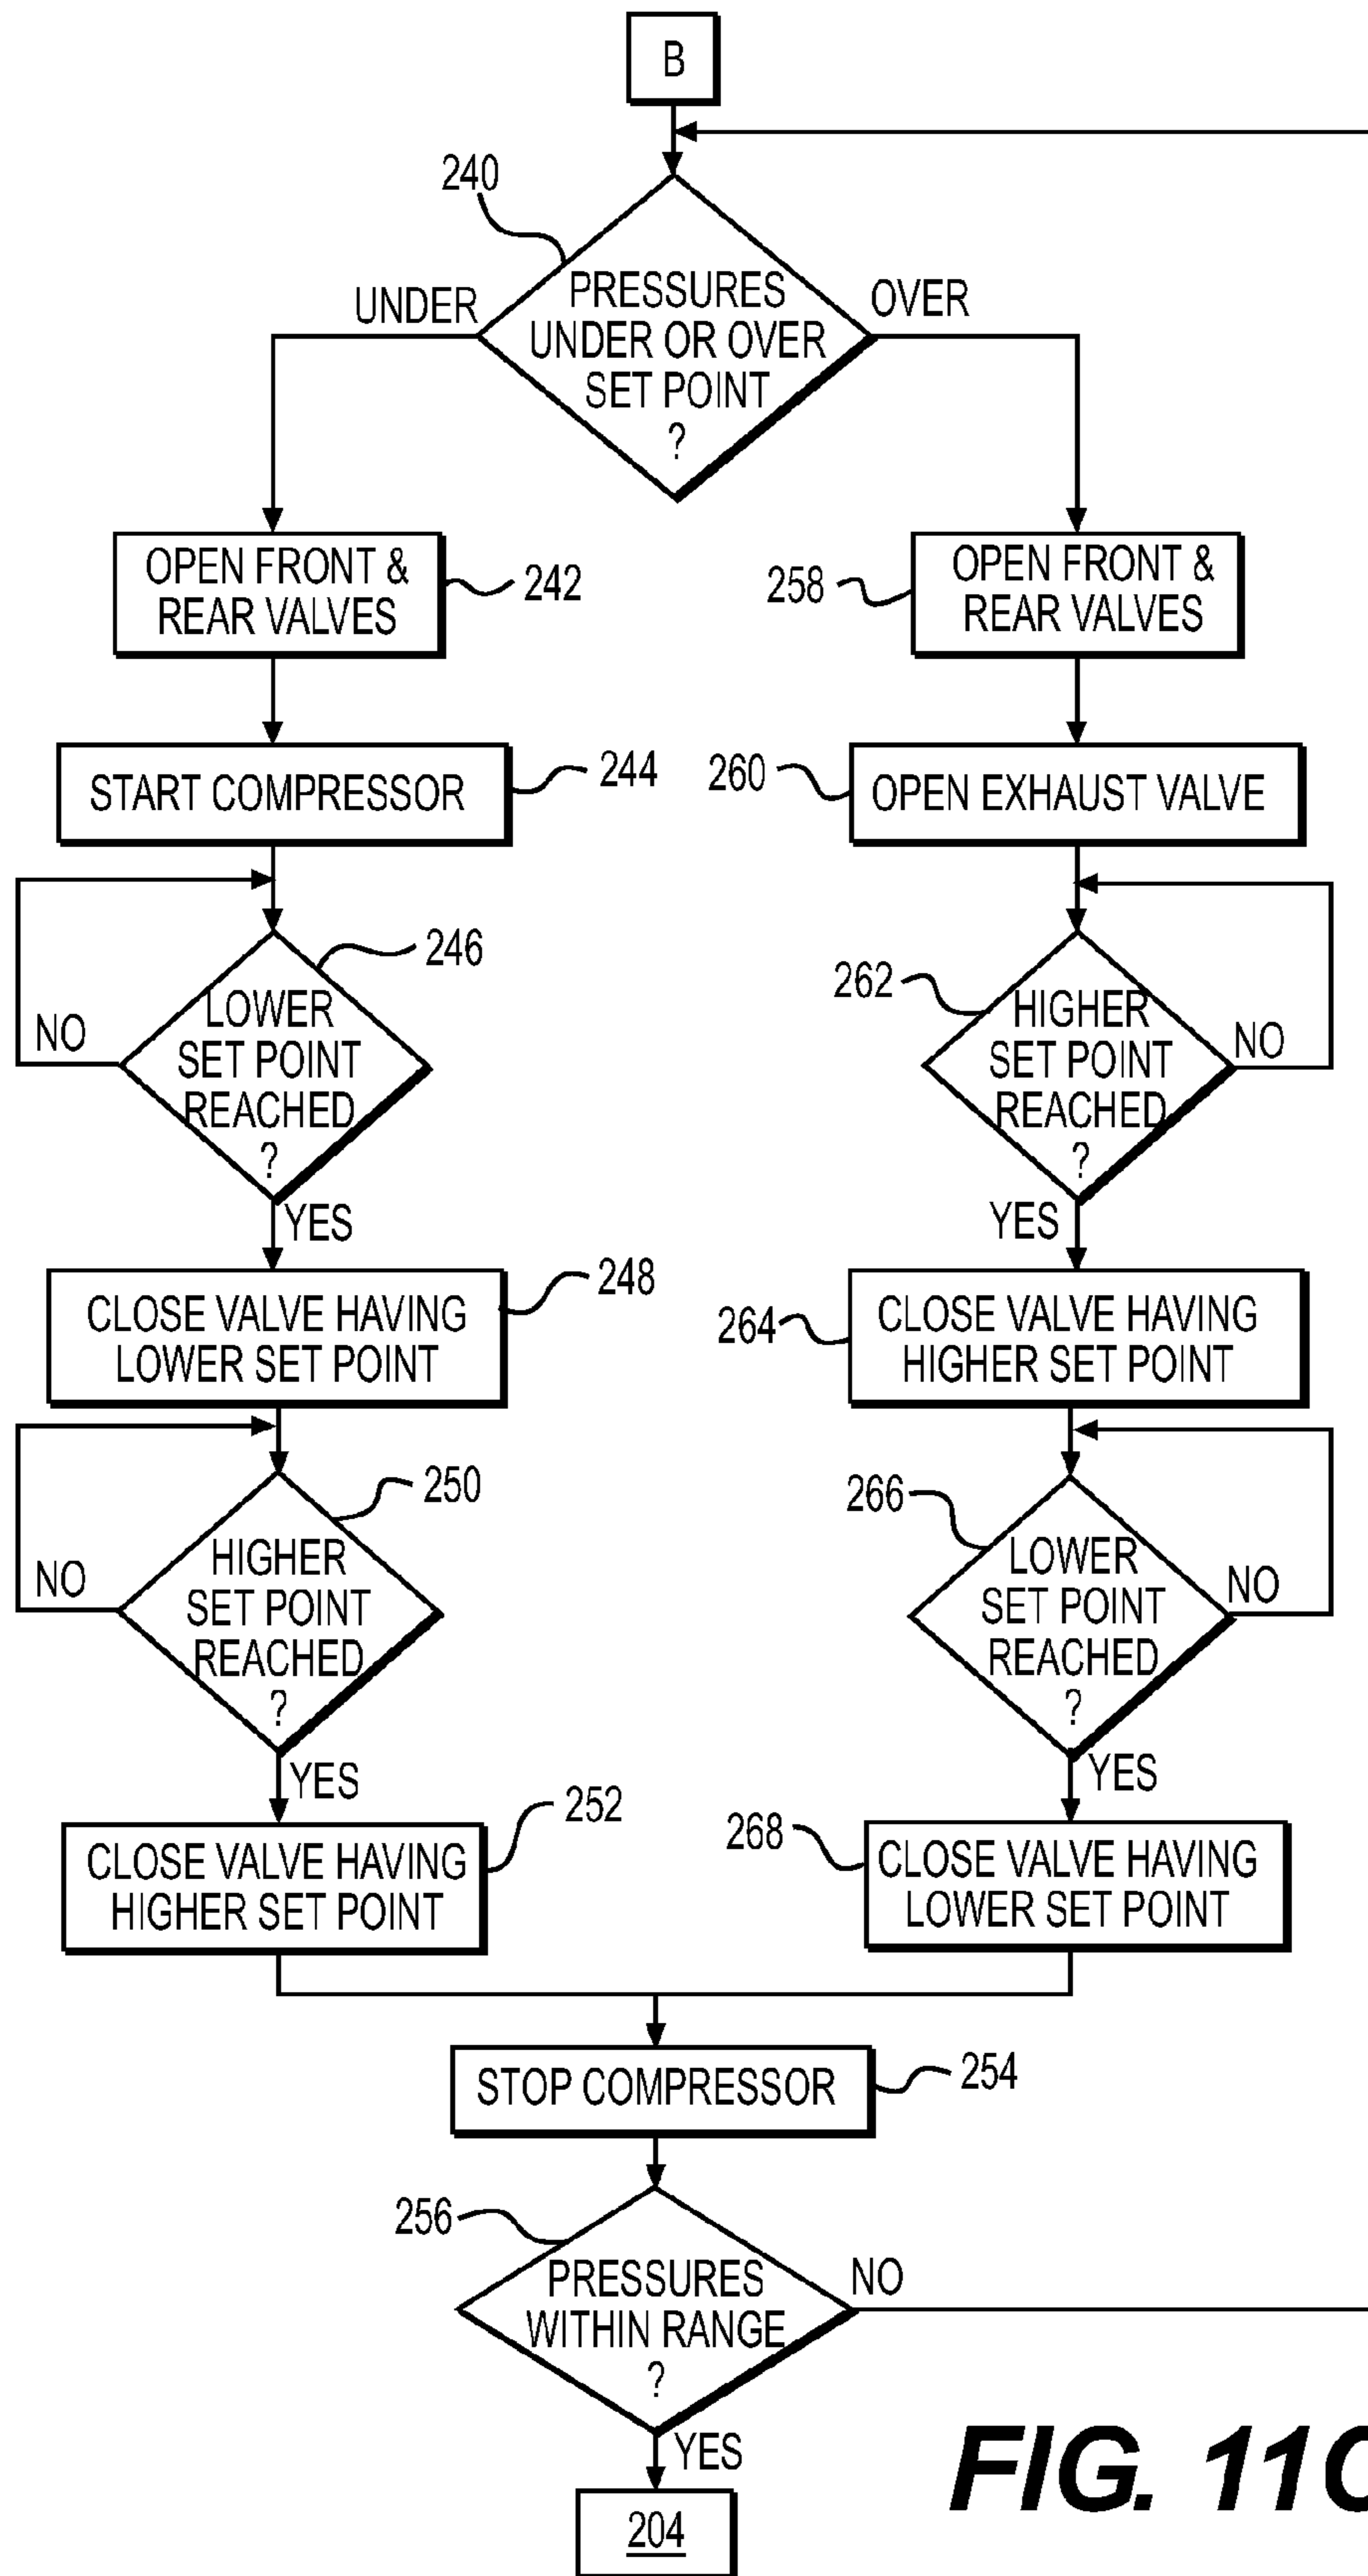 B
240
UNDER
PRESSURES
UNDER OR OVER
SET POINT
?
OVER
OPEN FRONT &
REAR VALVES
242
258
OPEN FRONT &
REAR VALVES
START COMPRESSOR
244
260
OPEN EXHAUST VALVE
246
LOWER
SET POINT
REACHED
?
NO
YES
262
HIGHER
SET POINT
REACHED
?
NO
YES
CLOSE VALVE HAVING
LOWER SET POINT
248
264
CLOSE VALVE HAVING
HIGHER SET POINT
250
HIGHER
SET POINT
REACHED
?
NO
YES
266
LOWER
SET POINT
REACHED
?
NO
YES
CLOSE VALVE HAVING
HIGHER SET POINT
252
268
CLOSE VALVE HAVING
LOWER SET POINT
STOP COMPRESSOR
254
256
PRESSURES
WITHIN RANGE
?
NO
YES
204
FIG. 11C